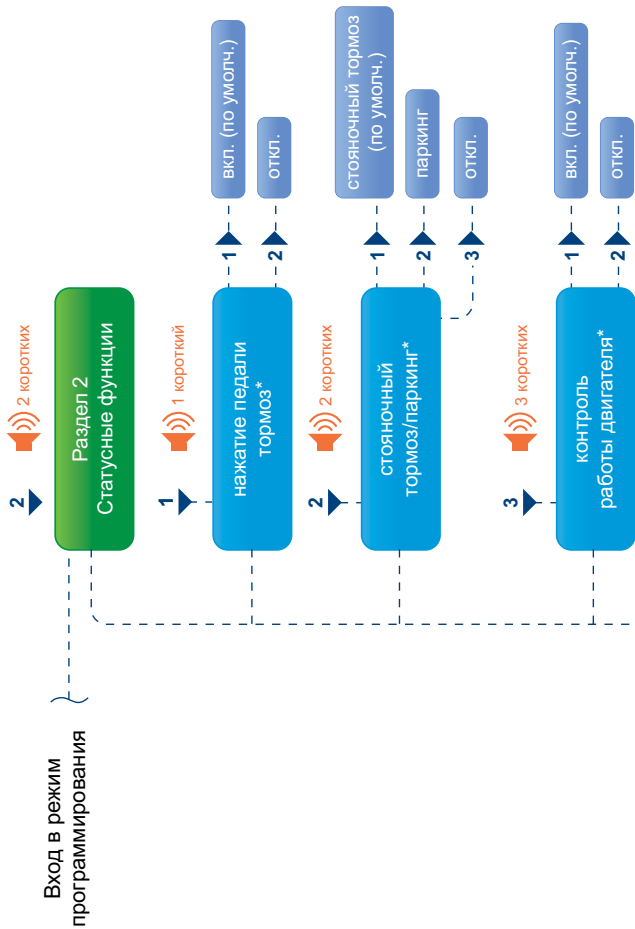 Вход в режим
программирования
2
2 коротких
Раздел 2
Статусные функции
1
1 короткий
нажатие педали
тормоз*
1
вкл. (по умолч.)
2
откл.
2
2 коротких
стояночный
тормоз/паркинг*
1
стояночный тормоз
(по умолч.)
2
паркинг
3
откл.
3
3 коротких
контроль
работы двигателя*
1
вкл. (по умолч.)
2
откл.